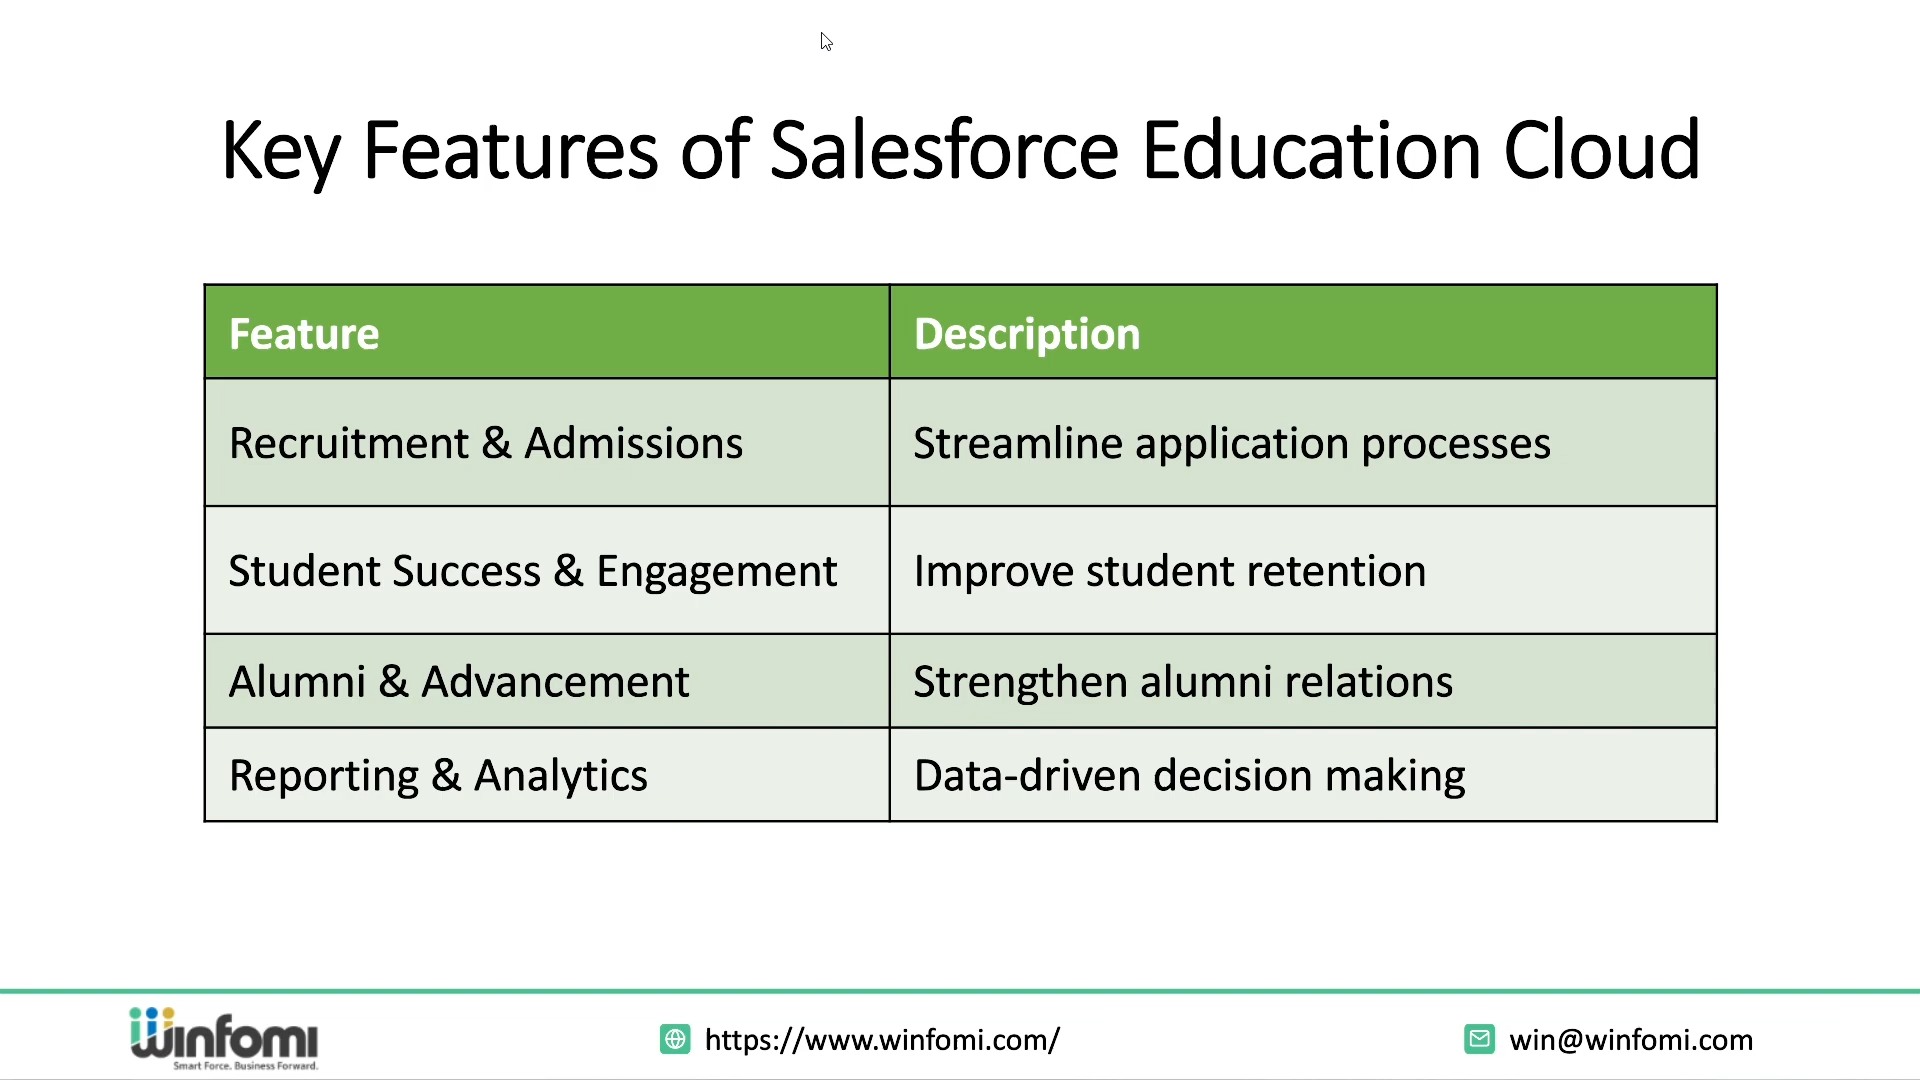 Key Features of Salesforce Education Cloud
Feature Description
Recruitment & Admissions Streamline application processes
Student Success & Engagement Improve student retention
Alumni & Advancement Strengthen alumni relations
Reporting & Analytics Data-driven decision making
Winfomi
Smart Force. Business Forward.
https://www.winfomi.com/
win@winfomi.com